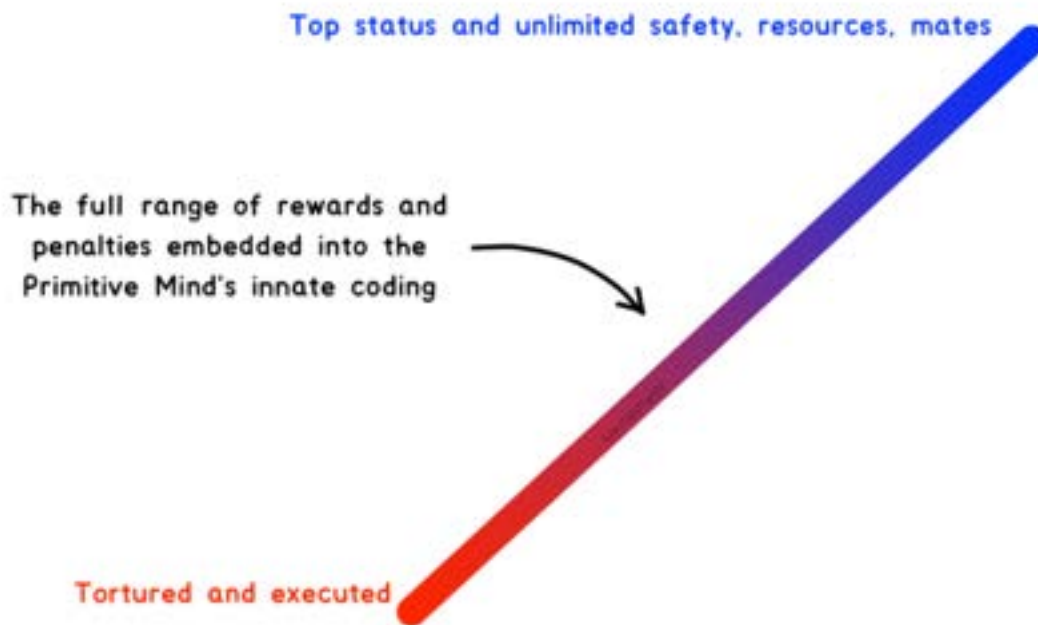 Top status and unlimited safety, resources, mates
The full range of rewards and
penalties embedded into the
Primitive Mind's innate coding
Tortured and executed